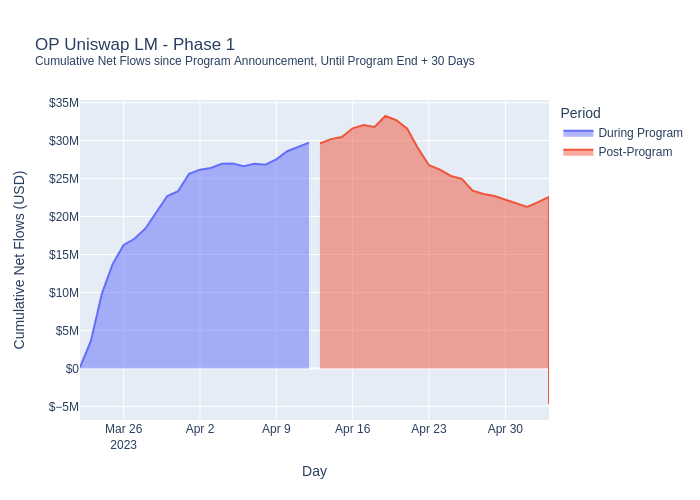 OP Uniswap LM - Phase 1
Cumulative Net Flows since Program Announcement, Until Program End + 30 Days
Period
During Program
Post-Program
Cumulative Net Flows (USD)
$35M
$30M
$25M
$20M
$15M
$10M
$5M
$0
$−5M
Mar 26
2023
Apr 2
Apr 9
Apr 16
Apr 23
Apr 30
Day